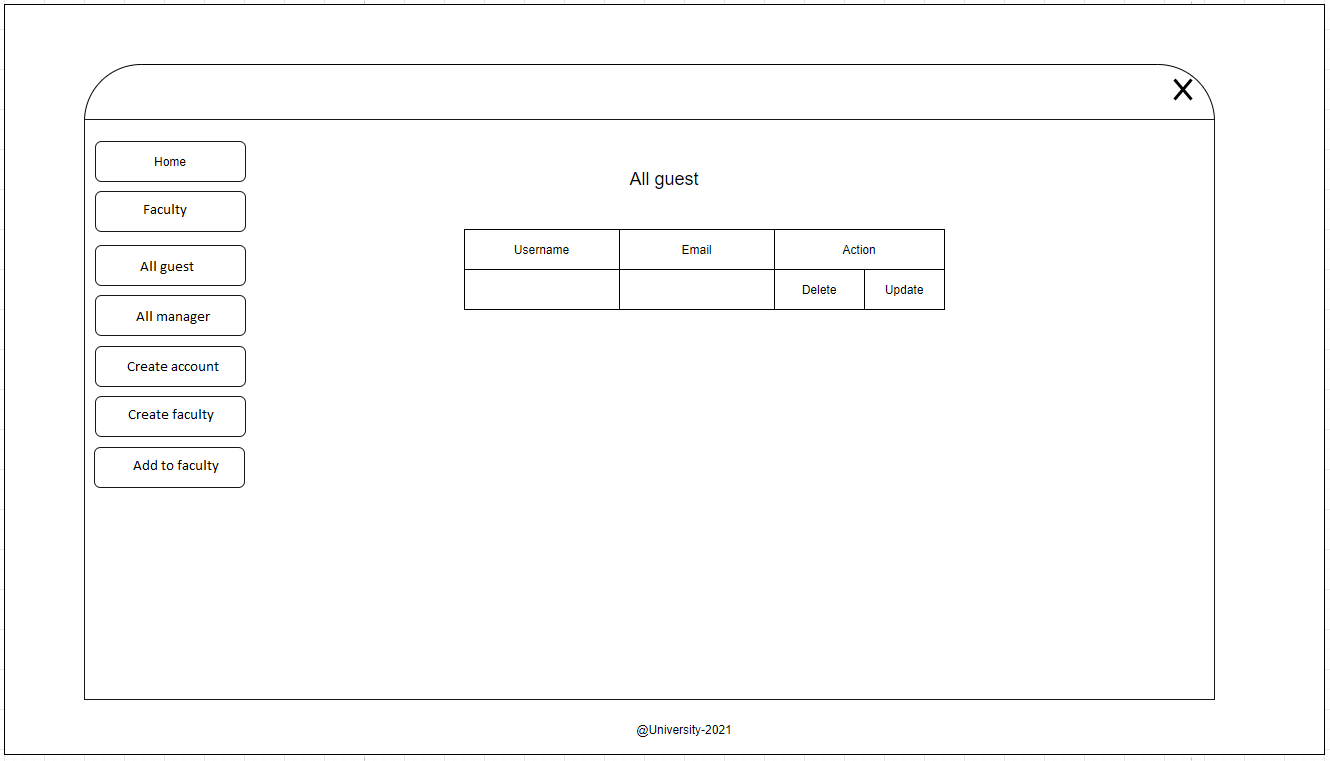 X
Home
Faculty
All guest
All manager
Create account
Create faculty
Add to faculty
All guest
Username Email Action
Delete Update
@University-2021